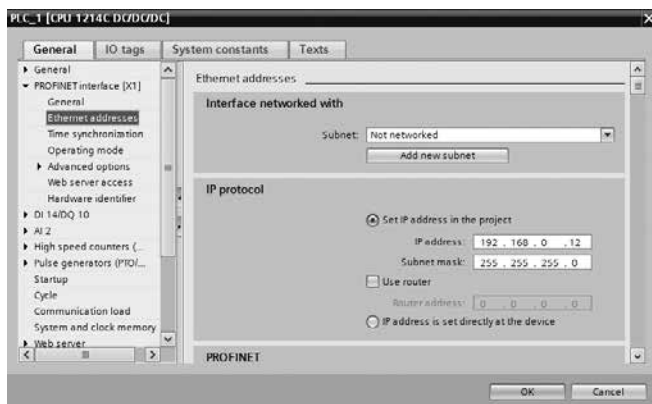 PLC_1 [CPU 1214C DC/DC/DC]
General IO tags System constants Texts
General
PROFINET interface [X1]
General
Ethernet addresses
Time synchronization
Operating mode
Advanced options
Web server access
Hardware identifier
DI 14/DQ 10
AI 2
High speed counters (...
Pulse generators (PTO/...
Startup
Cycle
Communication load
System and clock memory
Web server
Ethernet addresses
Interface networked with
Subnet: Not networked
Add new subnet
IP protocol
Set IP address in the project
IP address: 192 . 168 . 0 . 12
Subnet mask: 255 . 255 . 255 . 0
Use router
Router address: 0 . 0 . 0 . 0
IP address is set directly at the device
PROFINET
OK Cancel